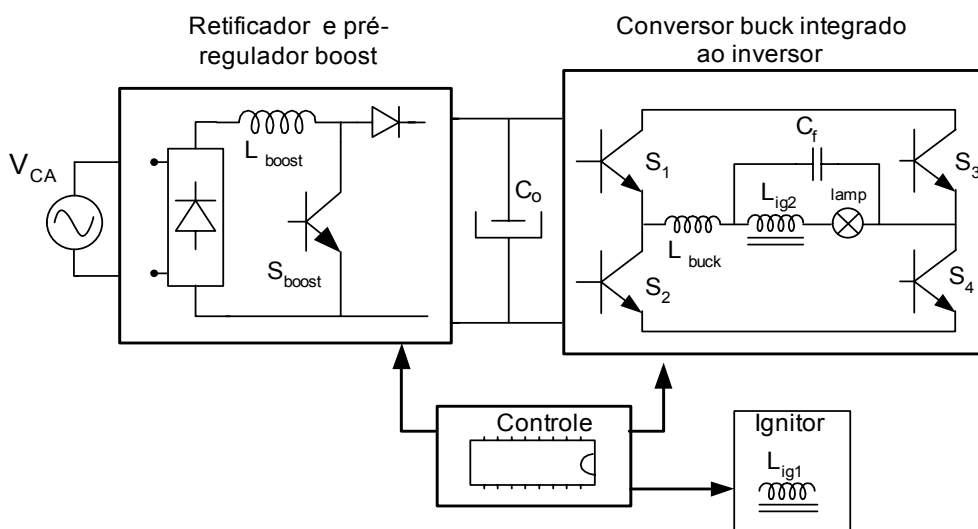 Retificador e pré-
regulador boost
Conversor buck integrado
ao inversor
V CA
L boost
S boost
C o
S 1
S 2
S 3
S 4
C f
L ig2
lamp
L buck
Controle
Ignitor
L ig1